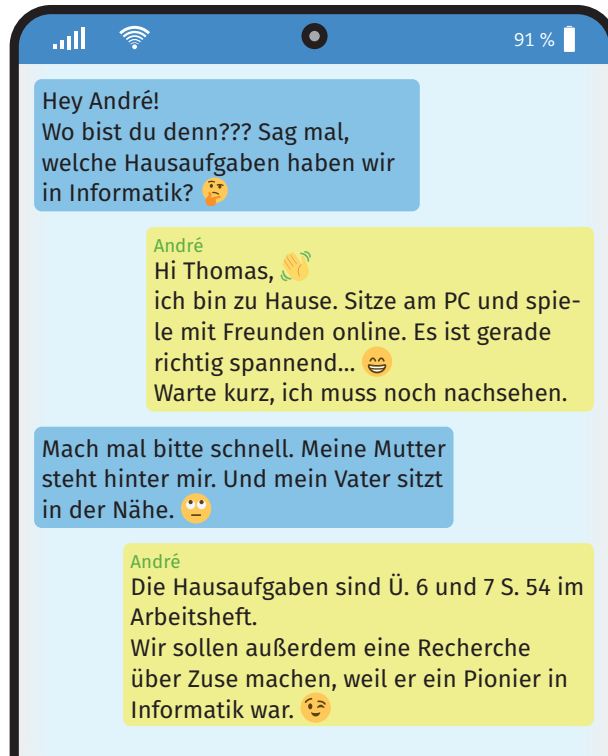 91 %
Hey André!
Wo bist du denn??? Sag mal,
welche Hausaufgaben haben wir
in Informatik? 🤔
André
Hi Thomas, 👋
ich bin zu Hause. Sitze am PC und spie-
le mit Freunden online. Es ist gerade
richtig spannend... 😁
Warte kurz, ich muss noch nachsehen.
Mach mal bitte schnell. Meine Mutter
steht hinter mir. Und mein Vater sitzt
in der Nähe. 🙄
André
Die Hausaufgaben sind Ü. 6 und 7 S. 54 im
Arbeitsheft.
Wir sollen außerdem eine Recherche
über Zuse machen, weil er ein Pionier in
Informatik war. 😉